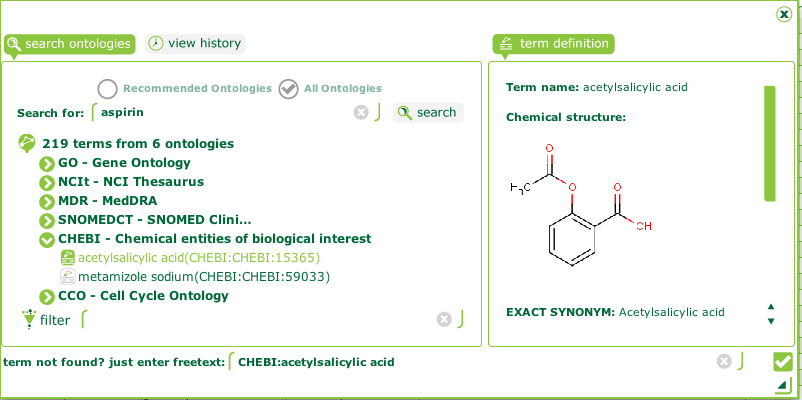 search ontologies
view history
term definition
Recommended Ontologies
All Ontologies
Search for:
aspirin
search
219 terms from 6 ontologies
GO - Gene Ontology
NCIt - NCI Thesaurus
MDR - MedDRA
SNOMEDCT - SNOMED Clini...
CHEBI - Chemical entities of biological interest
acetylsalicylic acid(CHEBI:CHEBI:15365)
metamizole sodium(CHEBI:CHEBI:59033)
CCO - Cell Cycle Ontology
filter
Term name: acetylsalicylic acid
Chemical structure:
O
H3C
O
O
OH
EXACT SYNONYM: Acetylsalicylic acid
term not found? just enter freetext:
CHEBI:acetylsalicylic acid